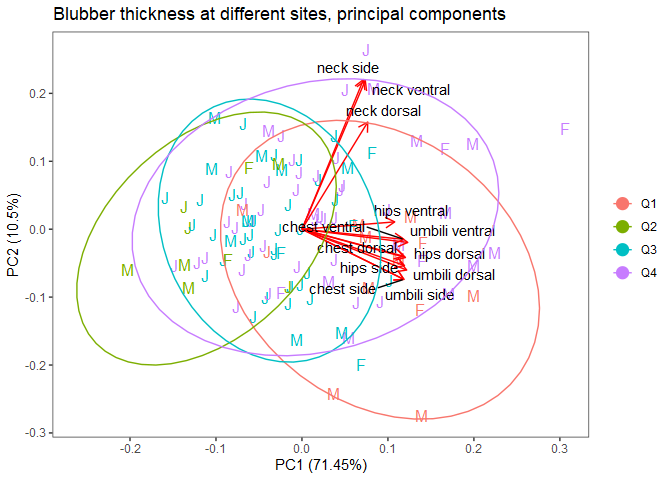 Blubber thickness at different sites, principal components
neck side
neck ventral
neck dorsal
hips ventral
chest ventral
umbili ventral
chest dorsal
hips dorsal
hips side
umbili dorsal
chest side
umbili side
0.2
0.1
0.0
-0.1
-0.2
-0.3
PC2 (10.5%)
-0.2
-0.1
0.0
0.1
0.2
0.3
PC1 (71.45%)
Q1
Q2
Q3
Q4